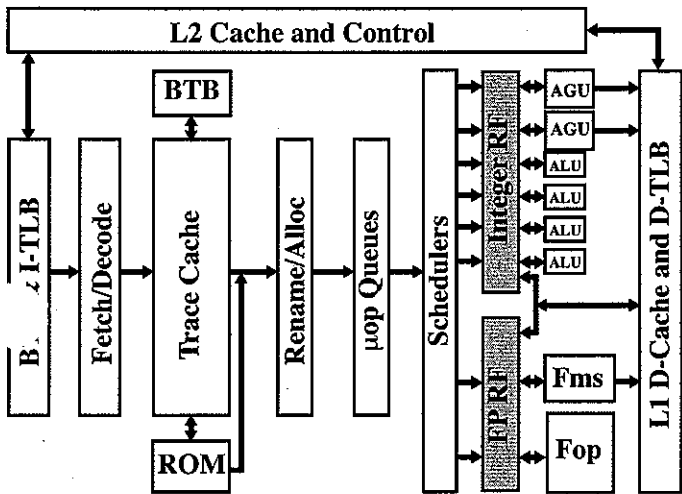 L2 Cache and Control
BTB
B I-TLB
Fetch/Decode
Trace Cache
ROM
Rename/Alloc
µop Queues
Schedulers
Integer RF
FP RF
AGU
AGU
ALU
ALU
ALU
ALU
Fms
Fop
L1 D-Cache and D-TLB